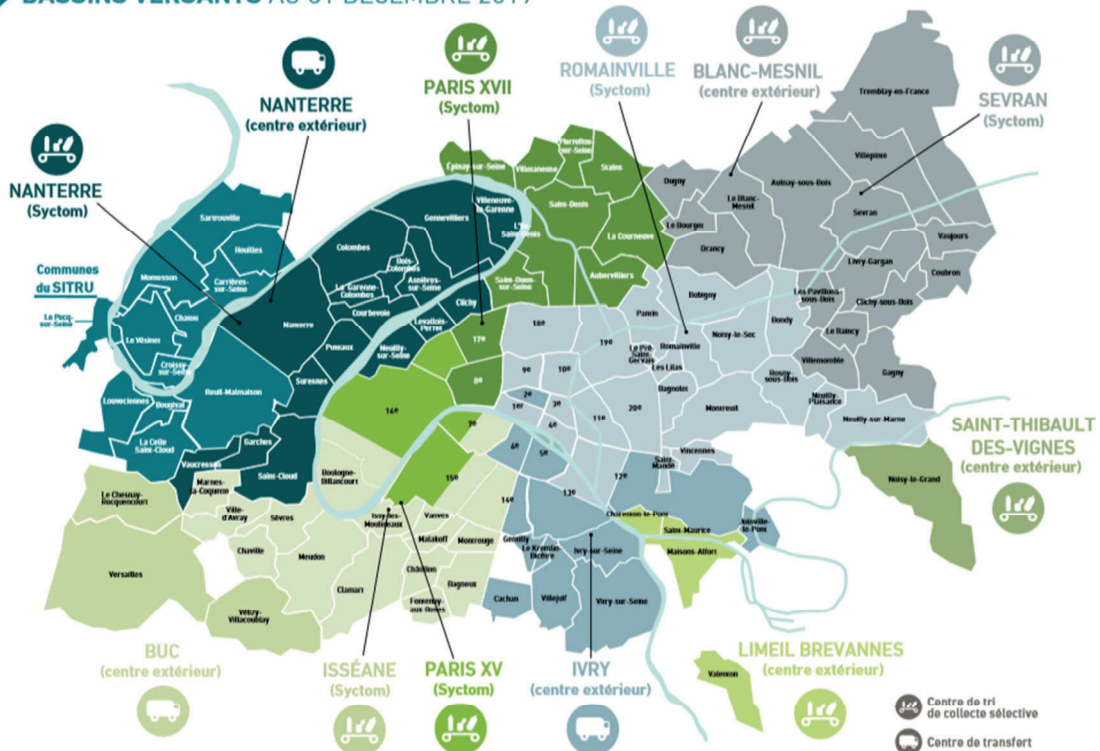 BASSINS VERSANTS AU 31 DÉCEMBRE 2019
NANTERRE
(centre extérieur)
PARIS XVII
(Syctom)
ROMAINVILLE
(Syctom)
BLANC-MESNIL
(centre extérieur)
SEVRAN
(Syctom)
NANTERRE
(Syctom)
Communes
du SITRU
Le Pecq-
sur-Seine
Sartrouville
Houilles
Montesson
Carrières-
sur-Seine
Chatou
Le Vésinet
Croissy-
sur-Seine
Rueil-Malmaison
Louveciennes
Bougival
La Celle
Saint-Cloud
Vaucresson
Garches
Saint-Cloud
Nanterre
Colombes
Gennevilliers
Villeneuve-
la-Garenne
Bois-
Colombes
La Garenne-
Colombes
Asnières-
sur-Seine
Courbevoie
Clichy
Levallois-
Perret
Neuilly-
sur-Seine
Puteaux
Suresnes
Épinay-sur-Seine
Villetaneuse
Pierrefitte-
sur-Seine
Stains
L'Île-
Saint-Denis
Saint-Denis
La Courneuve
Saint-Ouen-
sur-Seine
Aubervilliers
Dugny
Le Bourget
Le Blanc-
Mesnil
Drancy
Aulnay-sous-Bois
Tremblay-en-France
Villepinte
Sevran
Vaujours
Livry-Gargan
Coubron
Clichy-sous-Bois
Les Pavillons-
sous-Bois
Le Raincy
Villemomble
Gagny
Bobigny
Pantin
Bondy
Noisy-le-Sec
Romainville
Le Pré-
Saint-
Gervais
Les Lilas
Bagnolet
Rosny-
sous-Bois
Montreuil
Neuilly-
Plaisance
Neuilly-sur-Marne
Vincennes
Saint-
Mandé
17e
18e
19e
8e
9e
10e
16e
2e
1er
3e
11e
20e
7e
4e
6e
5e
15e
12e
14e
13e
Noisy-le-Grand
SAINT-THIBAULT
DES-VIGNES
(centre extérieur)
Le Chesnay-
Rocquencourt
Marnes-
la-Coquette
Ville-
d'Avray
Sèvres
Boulogne-
Billancourt
Issy-les-
Moulineaux
Vanves
Malakoff
Montrouge
Chaville
Meudon
Versailles
Vélizy-
Villacoublay
Clamart
Châtillon
Bagneux
Fontenay-
aux-Roses
Gentilly
Le Kremlin-
Bicêtre
Ivry-sur-Seine
Cachan
Villejuif
Vitry-sur-Seine
Charenton-le-Pont
Saint-Maurice
Maisons-Alfort
Joinville-
le-Pont
Valenton
BUC
(centre extérieur)
ISSÉANE
(Syctom)
PARIS XV
(Syctom)
IVRY
(centre extérieur)
LIMEIL BREVANNES
(centre extérieur)
Centre de tri
de collecte sélective
Centre de transfert